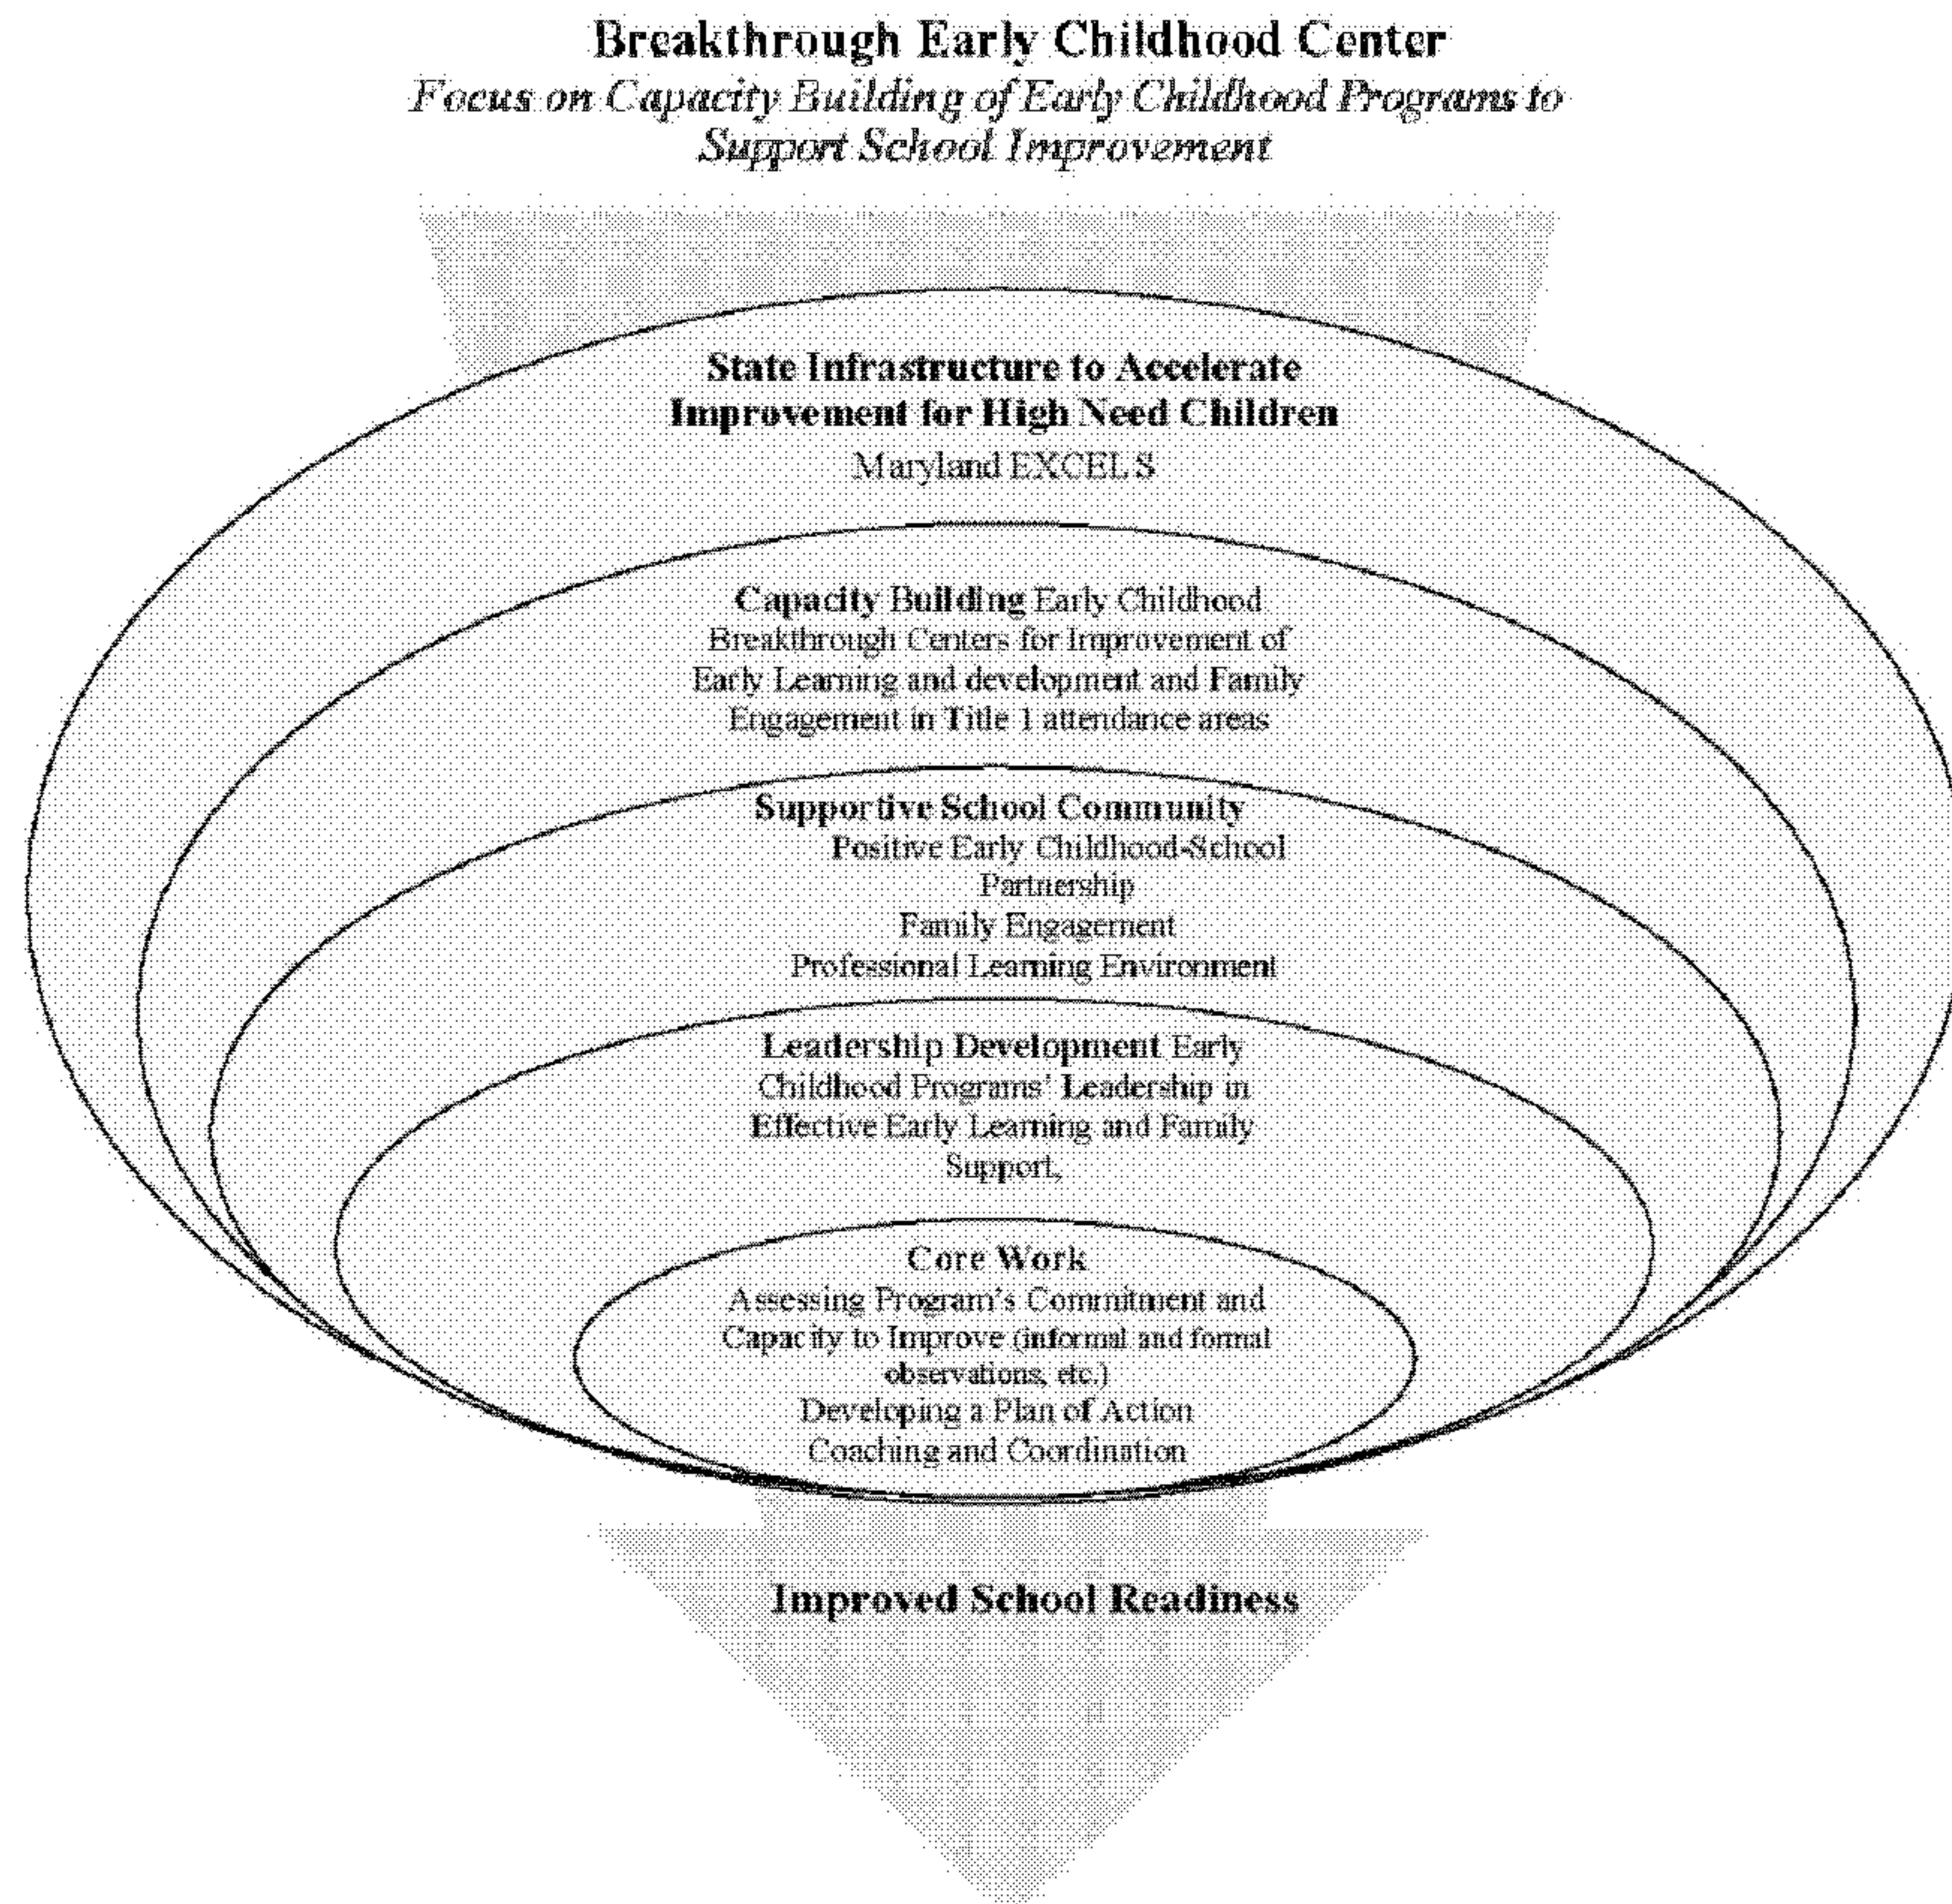 Breakthrough Early Childhood Center
Focus on Capacity Building of Early Childhood Programs to
Support School Improvement
State Infrastructure to Accelerate
Improvement for High Need Children
Maryland EXCELS
Capacity Building Early Childhood
Breakthrough Centers for Improvement of
Early Learning and development and Family
Engagement in Title 1 attendance areas
Supportive School Community
Positive Early Childhood-School
Partnership
Family Engagement
Professional Learning Environment
Leadership Development Early
Childhood Programs' Leadership in
Effective Early Learning and Family
Support,
Core Work
Assessing Program's Commitment and
Capacity to Improve (informal and formal
observations, etc.)
Developing a Plan of Action
Coaching and Coordination
Improved School Readiness